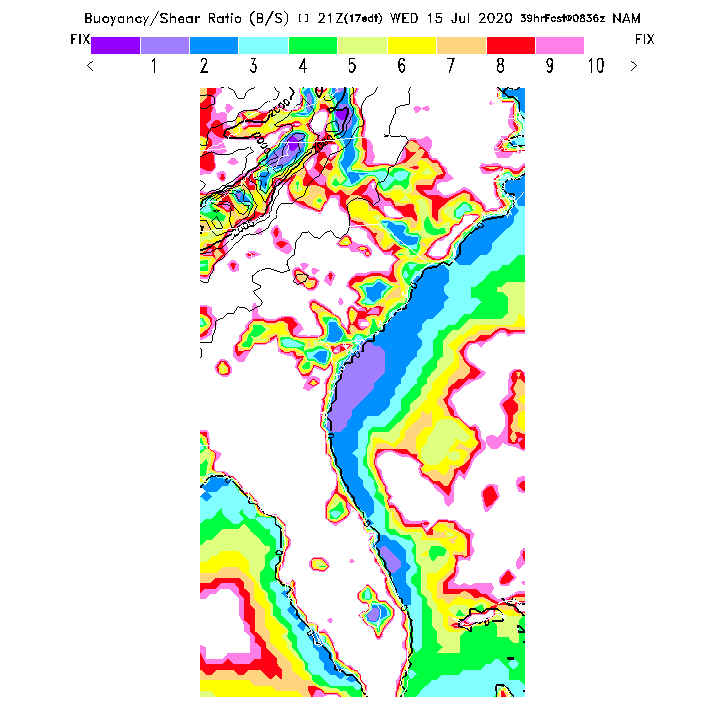 Buoyancy/Shear Ratio (B/S) [] 21Z(17edt) WED 15 Jul 2020 39hrFcst@0836z NAM
FIX FIX
< 1 2 3 4 5 6 7 8 9 10 >
2000